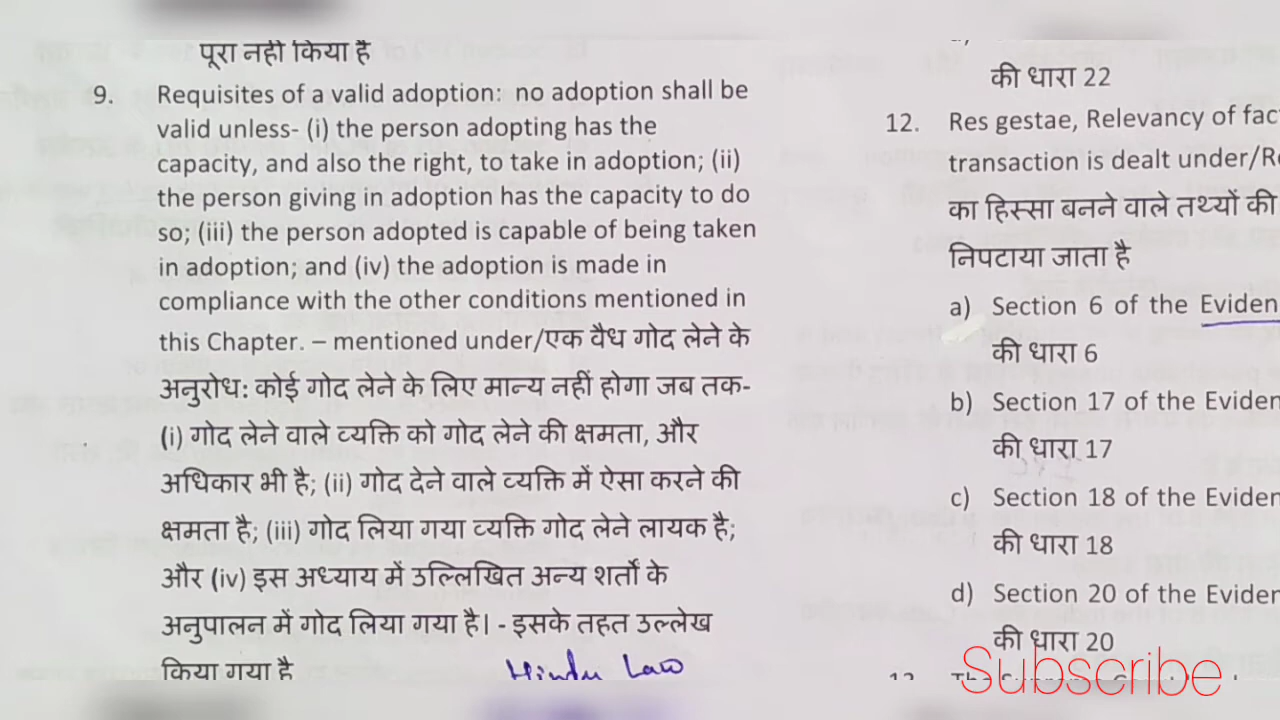 पूरा नही किया है
9. Requisites of a valid adoption: no adoption shall be
valid unless- (i) the person adopting has the
capacity, and also the right, to take in adoption; (ii)
the person giving in adoption has the capacity to do
so; (iii) the person adopted is capable of being taken
in adoption; and (iv) the adoption is made in
compliance with the other conditions mentioned in
this Chapter. – mentioned under/एक वैध गोद लेने के
अनुरोध: कोई गोद लेने के लिए मान्य नहीं होगा जब तक-
(i) गोद लेने वाले व्यक्ति को गोद लेने की क्षमता, और
अधिकार भी है; (ii) गोद देने वाले व्यक्ति में ऐसा करने की
क्षमता है; (iii) गोद लिया गया व्यक्ति गोद लेने लायक है;
और (iv) इस अध्याय में उल्लिखित अन्य शर्तों के
अनुपालन में गोद लिया गया है। - इसके तहत उल्लेख
किया गया है
Hindu Law
की धारा 22
12. Res gestae, Relevancy of fac
transaction is dealt under/R
का हिस्सा बनने वाले तथ्यो की
निपटाया जाता है
a) Section 6 of the Eviden
की धारा 6
b) Section 17 of the Eviden
की धारा 17
c) Section 18 of the Eviden
की धारा 18
d) Section 20 of the Eviden
की धारा 20
Subscribe